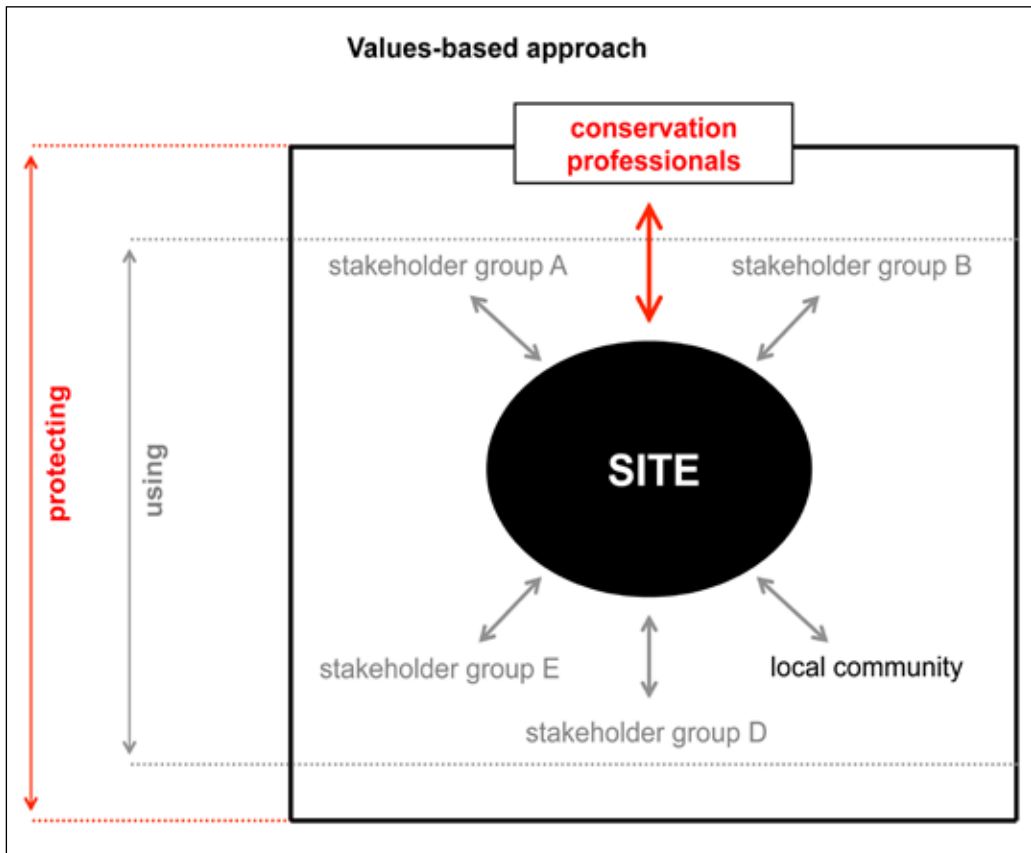 Values-based approach
conservation
professionals
stakeholder group A
stakeholder group B
protecting
using
SITE
stakeholder group E
local community
stakeholder group D